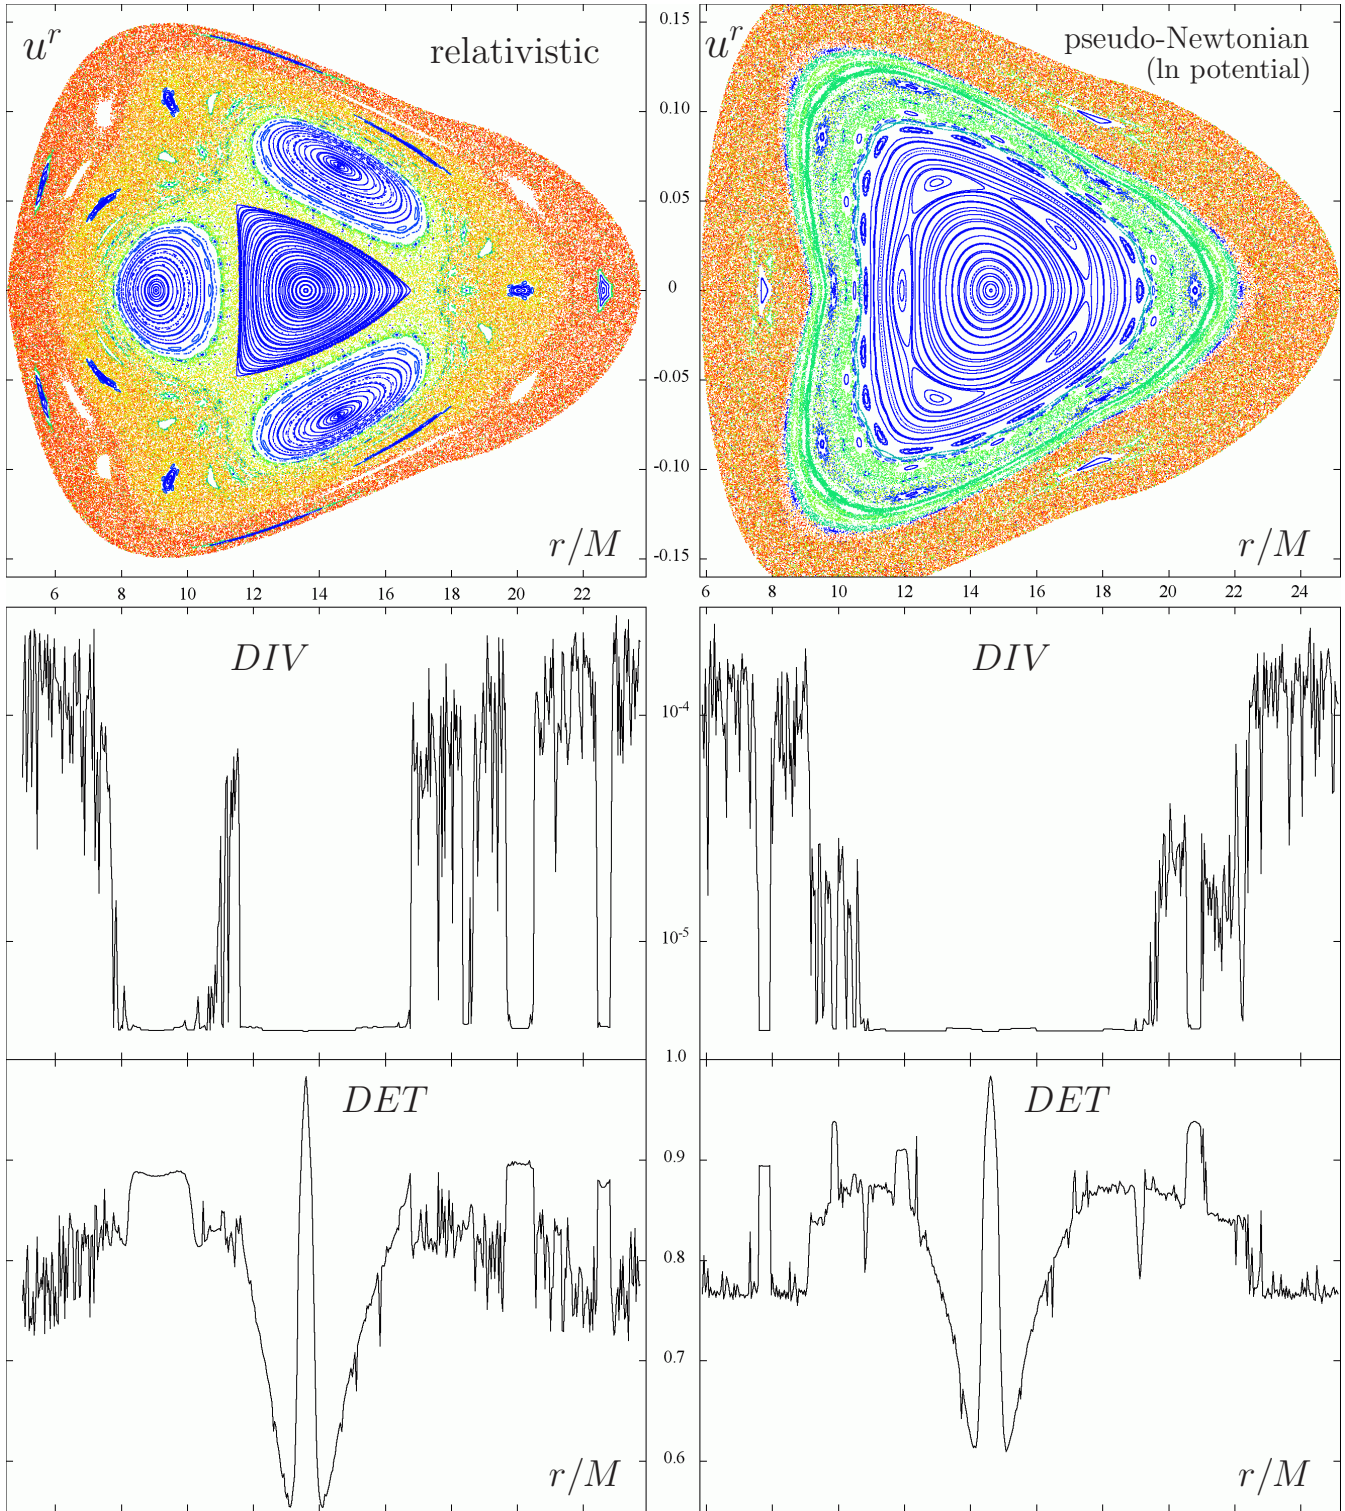 u^r
relativistic
r/M
0.15
0.10
0.05
0
-0.05
-0.10
-0.15
u^r
pseudo-Newtonian
(ln potential)
r/M
6 8 10 12 14 16 18 20 22
6 8 10 12 14 16 18 20 22 24
DIV
10^-4
10^-5
DIV
1.0
0.9
0.8
0.7
0.6
DET
r/M
DET
r/M